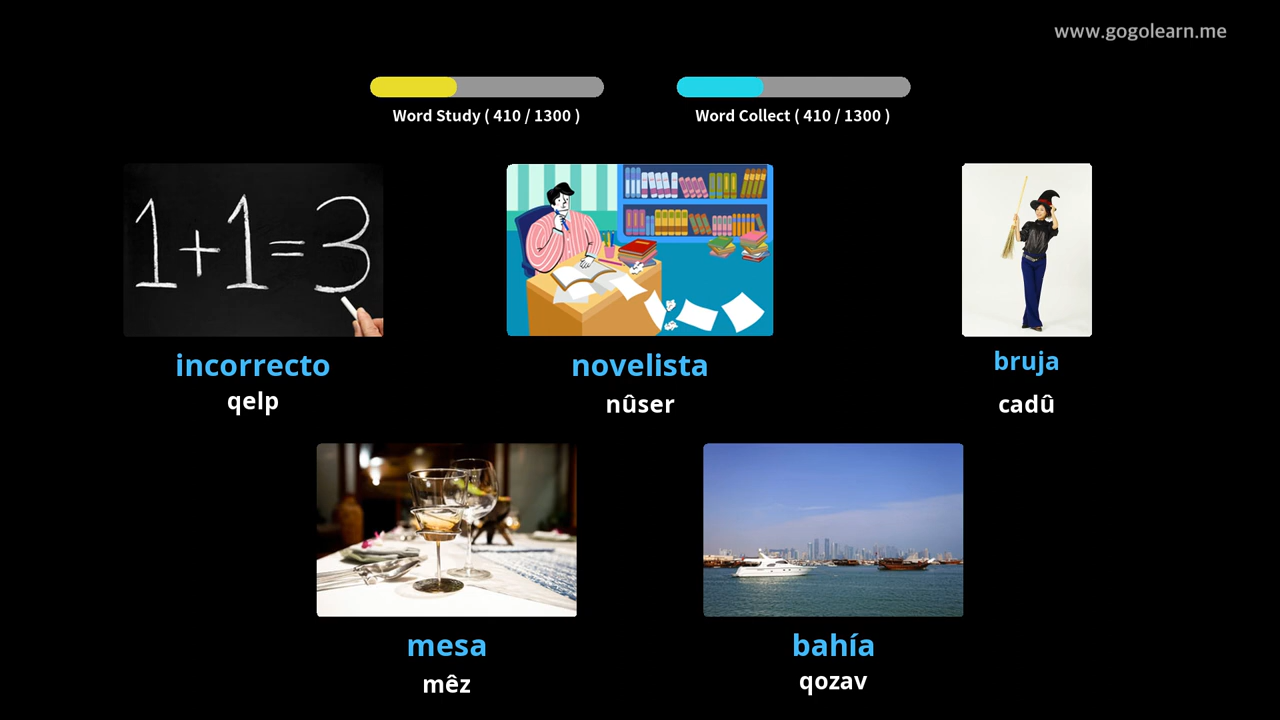 www.gogolearn.me
Word Study ( 410 / 1300 )
Word Collect ( 410 / 1300 )
1+1=3
incorrecto
qelp
novelista
nûser
bruja
cadû
mesa
mêz
bahía
qozav